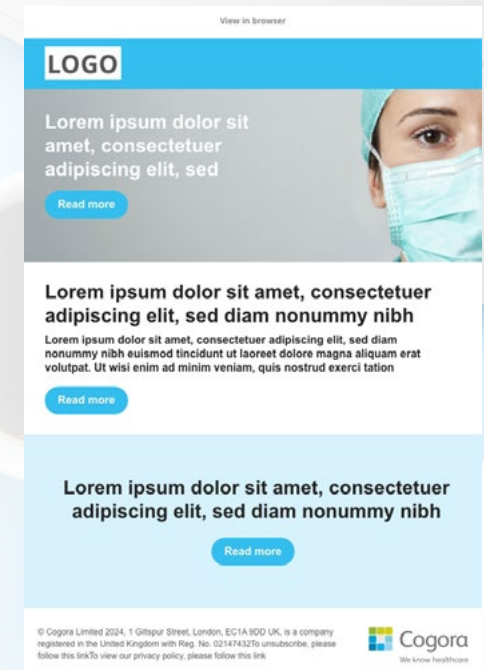 View in browser
LOGO
Lorem ipsum dolor sit
amet, consectetuer
adipiscing elit, sed
Read more
Lorem ipsum dolor sit amet, consectetuer
adipiscing elit, sed diam nonummy nibh
Lorem ipsum dolor sit amet, consectetuer adipiscing elit, sed diam
nonummy nibh euismod tincidunt ut laoreet dolore magna aliquam erat
volutpat. Ut wisi enim ad minim veniam, quis nostrud exerci tation
Read more
Lorem ipsum dolor sit amet, consectetuer
adipiscing elit, sed diam nonummy nibh
Read more
© Cogora Limited 2024, 1 Giltspur Street, London, EC1A 9DD UK, is a company
registered in the United Kingdom with Reg. No. 02147432To unsubscribe, please
follow this linkTo view our privacy policy, please follow this link
Cogora
We know healthcare